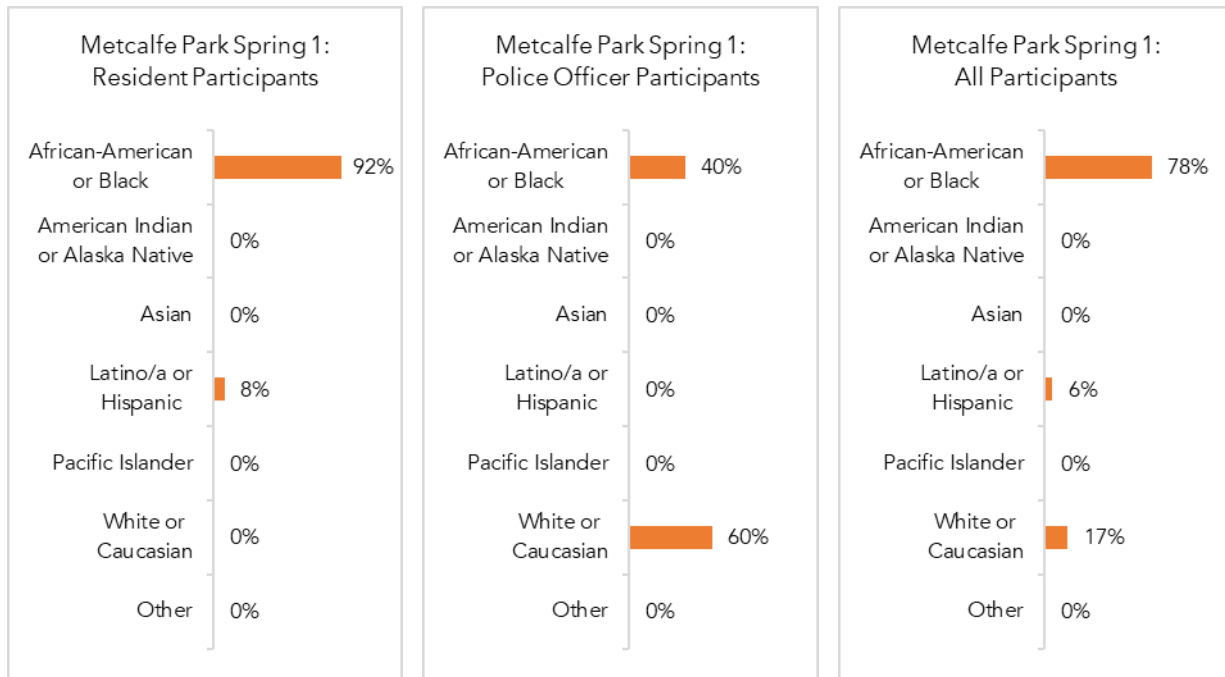 Metcalfe Park Spring 1:
Resident Participants
African-American
or Black
92%
American Indian
or Alaska Native
0%
Asian
0%
Latino/a or
Hispanic
8%
Pacific Islander
0%
White or
Caucasian
0%
Other
0%
Metcalfe Park Spring 1:
Police Officer Participants
African-American
or Black
40%
American Indian
or Alaska Native
0%
Asian
0%
Latino/a or
Hispanic
0%
Pacific Islander
0%
White or
Caucasian
60%
Other
0%
Metcalfe Park Spring 1:
All Participants
African-American
or Black
78%
American Indian
or Alaska Native
0%
Asian
0%
Latino/a or
Hispanic
6%
Pacific Islander
0%
White or
Caucasian
17%
Other
0%